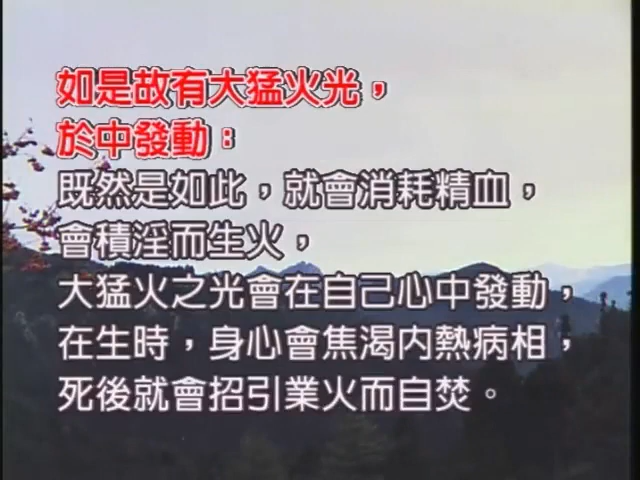 如是故有大猛火光，
於中發動：
既然是如此，就會消耗精血，
會積淫而生火，
大猛火之光會在自己心中發動，
在生時，身心會焦渴內熱病相，
死後就會招引業火而自焚。